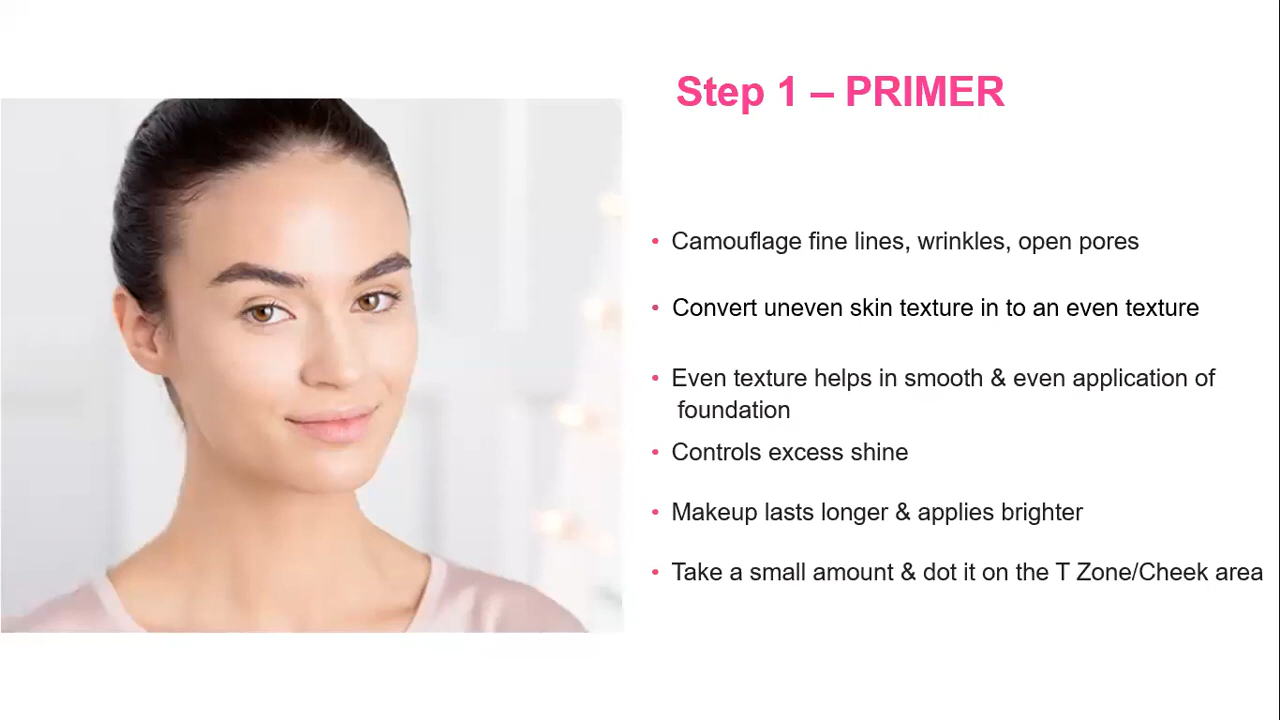 Step 1 – PRIMER
• Camouflage fine lines, wrinkles, open pores
• Convert uneven skin texture in to an even texture
• Even texture helps in smooth & even application of
foundation
• Controls excess shine
• Makeup lasts longer & applies brighter
• Take a small amount & dot it on the T Zone/Cheek area